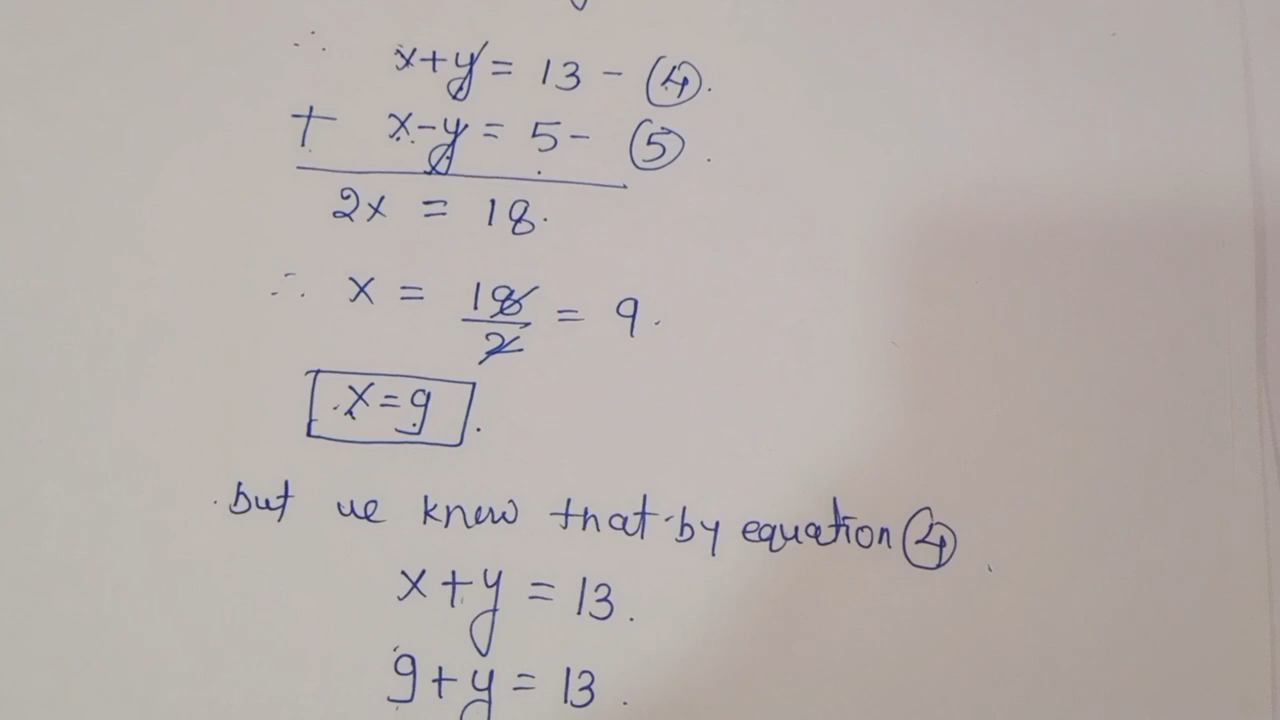 ∴ x+y = 13 - ④.
+ x-y = 5 - ⑤.
2x = 18.
∴ x = 18/2 = 9.
x=9.
But we know that by equation ④.
x+y = 13.
9+y = 13.